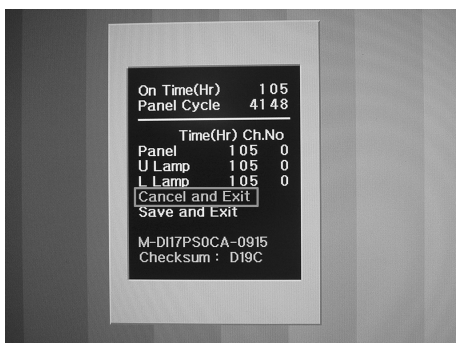 On Time(Hr) 105
Panel Cycle 4148
Time(Hr) Ch.No
Panel 105 0
U Lamp 105 0
L Lamp 105 0
Cancel and Exit
Save and Exit
M-DI17PS0CA-0915
Checksum : D19C